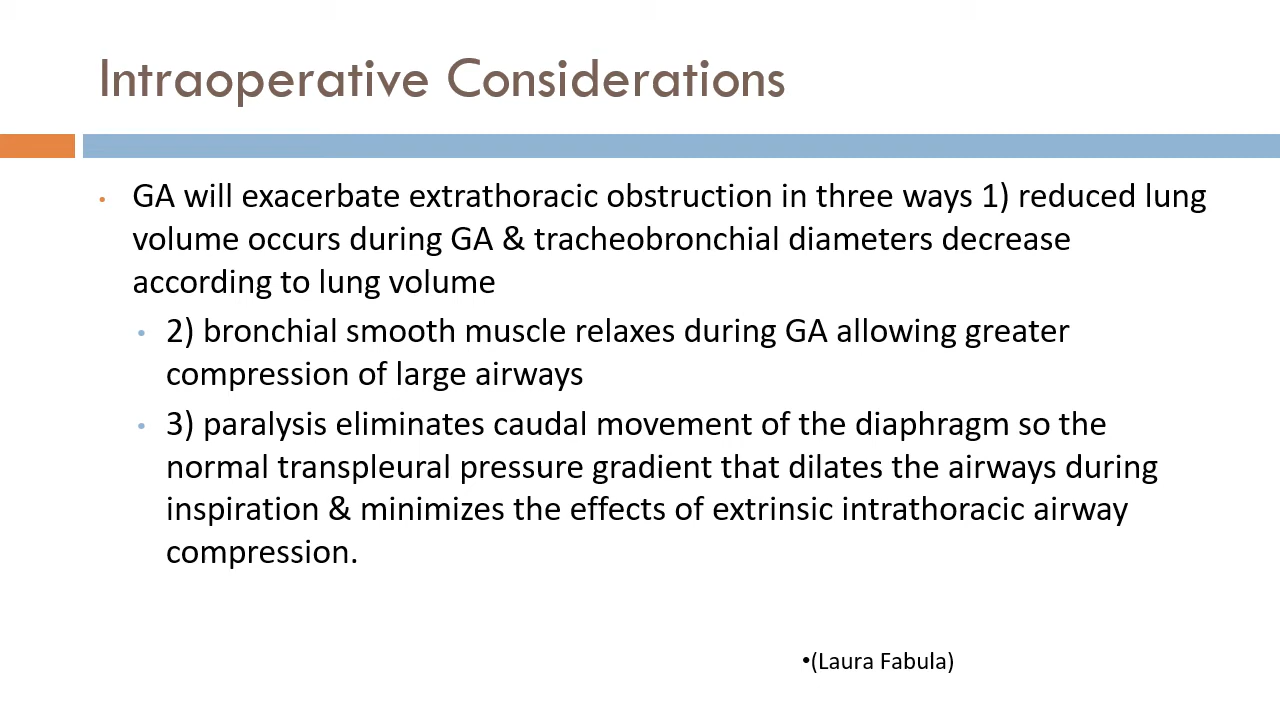 Intraoperative Considerations
• GA will exacerbate extrathoracic obstruction in three ways 1) reduced lung
volume occurs during GA & tracheobronchial diameters decrease
according to lung volume
• 2) bronchial smooth muscle relaxes during GA allowing greater
compression of large airways
• 3) paralysis eliminates caudal movement of the diaphragm so the
normal transpleural pressure gradient that dilates the airways during
inspiration & minimizes the effects of extrinsic intrathoracic airway
compression.
•(Laura Fabula)